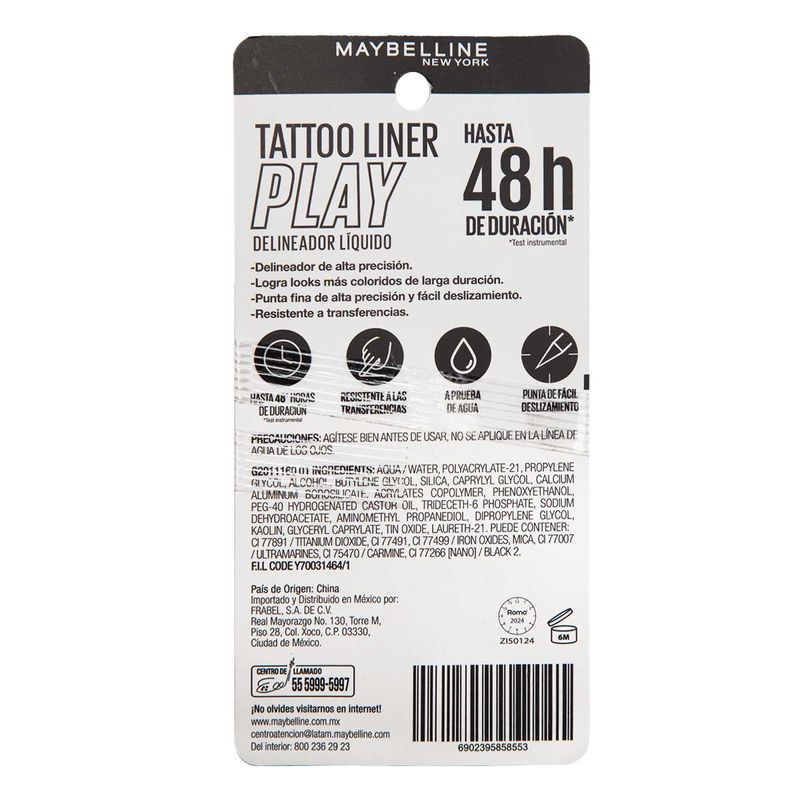 MAYBELLINE
NEW YORK
TATTOO LINER
PLAY
DELINEADOR LÍQUIDO
HASTA
48 h
DE DURACIÓN*
*Test instrumental
-Delineador de alta precisión.
-Logra looks más coloridos de larga duración.
-Punta fina de alta precisión y fácil deslizamiento.
-Resistente a transferencias.
HASTA 48* HORAS
DE DURACIÓN
*Test instrumental
RESISTENTE A LAS
TRANSFERENCIAS
A PRUEBA
DE AGUA
PUNTA DE FÁCIL
DESLIZAMIENTO
PRECAUCIONES: AGÍTESE BIEN ANTES DE USAR, NO SE APLIQUE EN LA LÍNEA DE
AGUA DE LOS OJOS.
G2011160 01 INGREDIENTS: AQUA / WATER, POLYACRYLATE-21, PROPYLENE
GLYCOL, ALCOHOL, BUTYLENE GLYCOL, SILICA, CAPRYLYL GLYCOL, CALCIUM
ALUMINUM BOROSILICATE, ACRYLATES COPOLYMER, PHENOXYETHANOL,
PEG-40 HYDROGENATED CASTOR OIL, TRIDECETH-6 PHOSPHATE, SODIUM
DEHYDROACETATE, AMINOMETHYL PROPANEDIOL, DIPROPYLENE GLYCOL,
KAOLIN, GLYCERYL CAPRYLATE, TIN OXIDE, LAURETH-21. PUEDE CONTENER:
CI 77891 / TITANIUM DIOXIDE, CI 77491, CI 77499 / IRON OXIDES, MICA, CI 77007
/ ULTRAMARINES, CI 75470 / CARMINE, CI 77266 [NANO] / BLACK 2.
F.I.L CODE Y70031464/1
País de Origen: China
Importado y Distribuido en México por:
FRABEL, S.A. DE C.V.
Real Mayorazgo No. 130, Torre M,
Piso 28, Col. Xoco, C.P. 03330,
Ciudad de México.
Romo
2024
ZI50124
6M
CENTRO DE LLAMADO
55 5999-5997
¡No olvides visitarnos en internet!
www.maybelline.com.mx
centroatencion@latam.maybelline.com
Del interior: 800 236 29 23
6902395858553